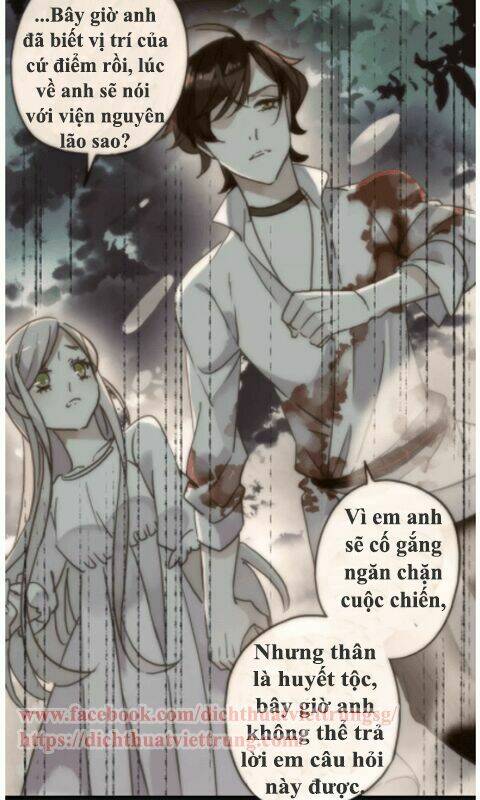 ...Bây giờ anh
đã biết vị trí của
cứ điểm rồi, lúc
về anh sẽ nói
với viện nguyên
lão sao?
Vì em anh
sẽ cố gắng
ngăn chặn
cuộc chiến,
Nhưng thân
là huyết tộc,
bây giờ anh
không thể trả
lời em câu hỏi
này được.
www.facebook.com/dichthuatviettrungsg/
https://dichthuatviettrung.com